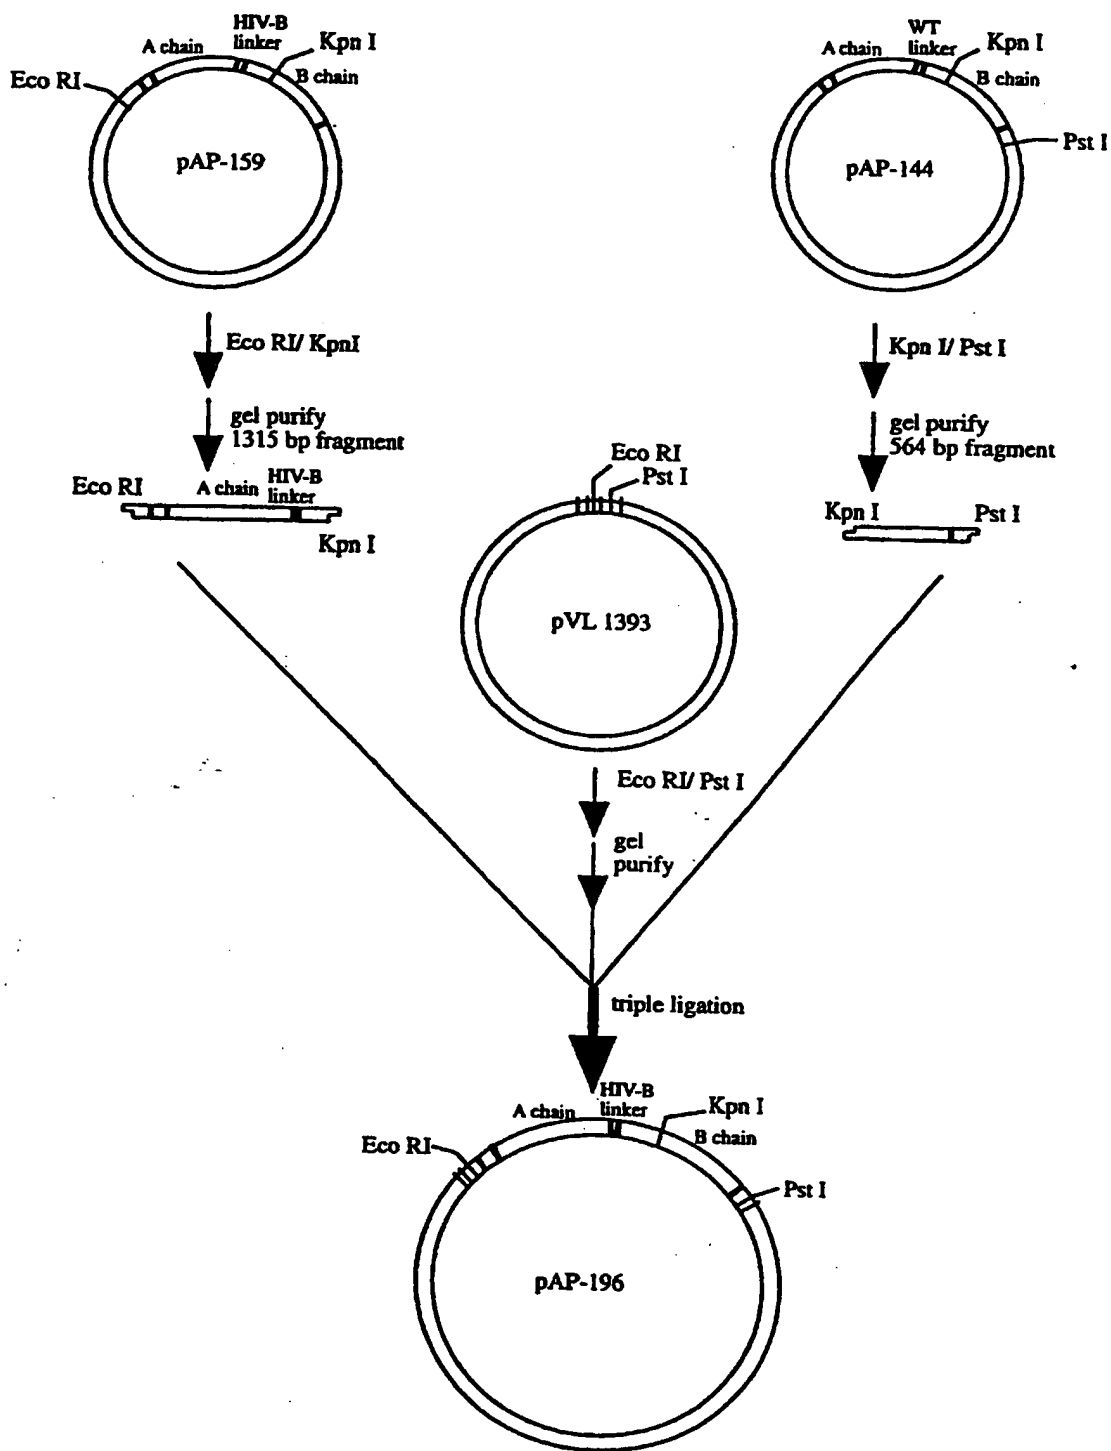 HIV-B
linker
A chain
Kpn I
B chain
Eco RI
pAP-159
WT
linker
A chain
Kpn I
B chain
Pst I
pAP-144
Eco RI/ KpnI
gel purify
1315 bp fragment
Kpn I/ Pst I
gel purify
564 bp fragment
Eco RI
A chain
HIV-B
linker
Kpn I
Eco RI
Pst I
pVL 1393
Kpn I
Pst I
Eco RI/ Pst I
gel
purify
triple ligation
HIV-B
linker
A chain
Kpn I
B chain
Eco RI
Pst I
pAP-196